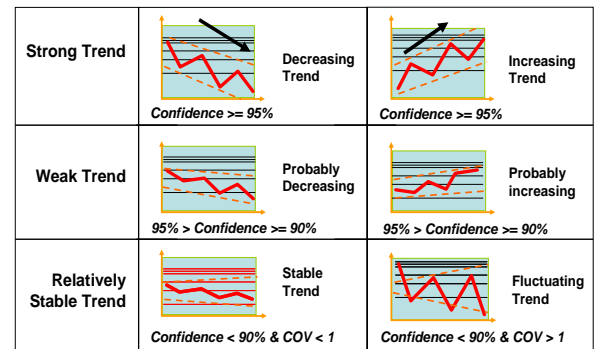 Strong Trend
Decreasing
Trend
Confidence >= 95%
Increasing
Trend
Confidence >= 95%
Weak Trend
Probably
Decreasing
95% > Confidence >= 90%
Probably
increasing
95% > Confidence >= 90%
Relatively
Stable Trend
Stable
Trend
Confidence < 90% & COV < 1
Fluctuating
Trend
Confidence < 90% & COV > 1